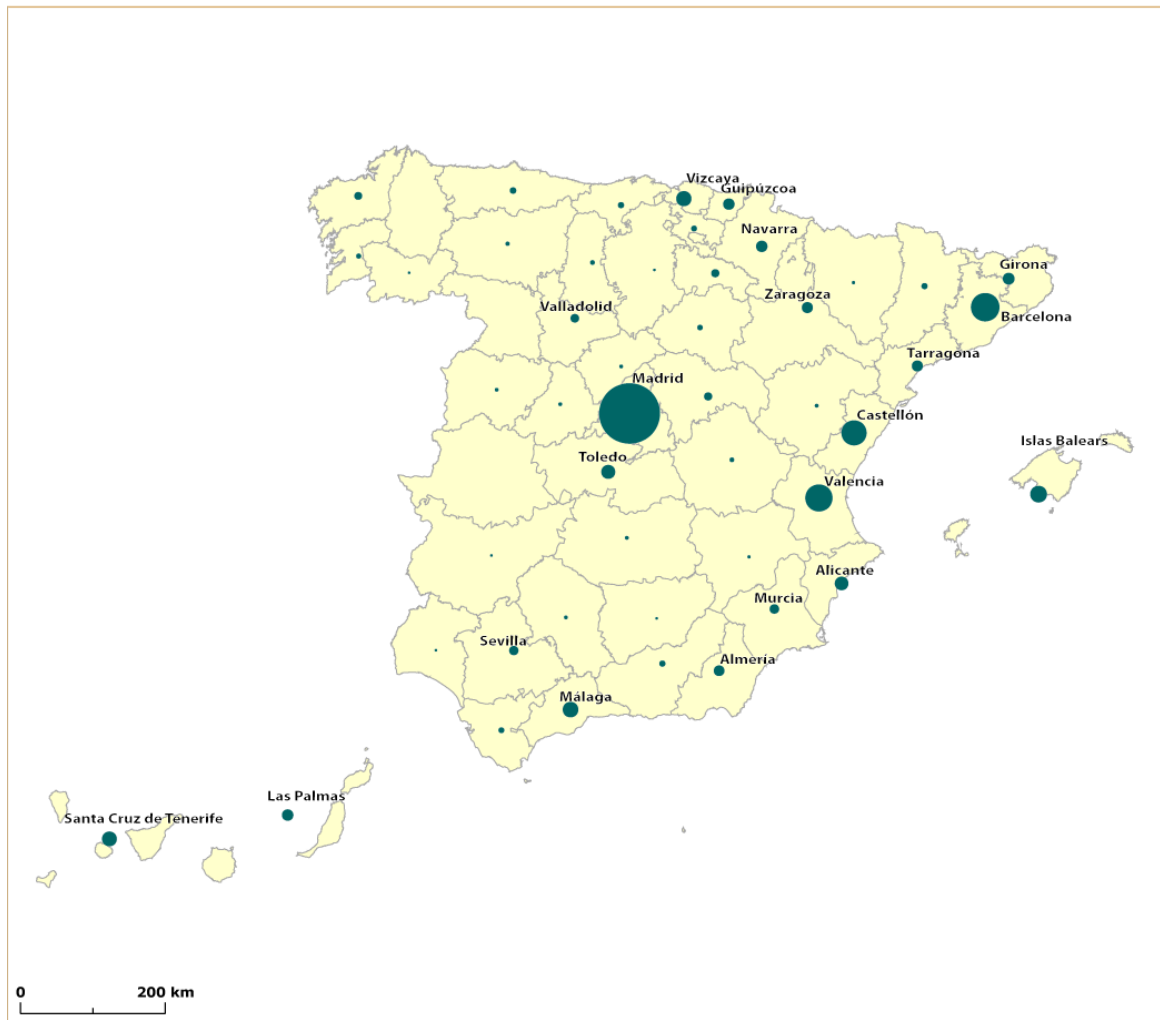 Vizcaya
Guipúzcoa
Navarra
Girona
Zaragoza
Valladolid
Barcelona
Tarragona
Madrid
Castellón
Islas Balears
Toledo
Valencia
Alicante
Murcia
Sevilla
Almería
Málaga
Las Palmas
Santa Cruz de Tenerife
0 200 km